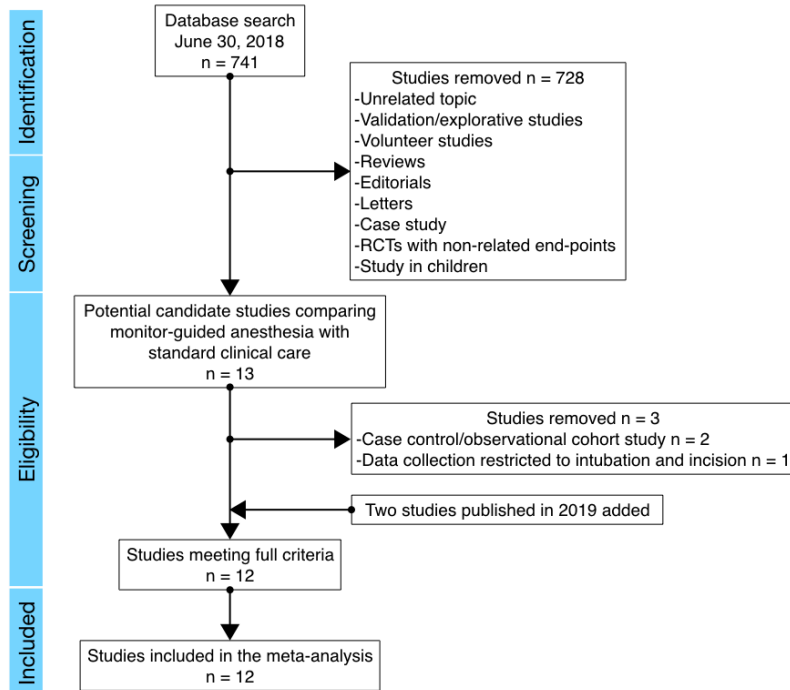 Identification
Database search
June 30, 2018
n = 741
Screening
Studies removed n = 728
-Unrelated topic
-Validation/explorative studies
-Volunteer studies
-Reviews
-Editorials
-Letters
-Case study
-RCTs with non-related end-points
-Study in children
Eligibility
Potential candidate studies comparing
monitor-guided anesthesia with
standard clinical care
n = 13
Studies removed n = 3
-Case control/observational cohort study n = 2
-Data collection restricted to intubation and incision n = 1
Two studies published in 2019 added
Studies meeting full criteria
n = 12
Included
Studies included in the meta-analysis
n = 12